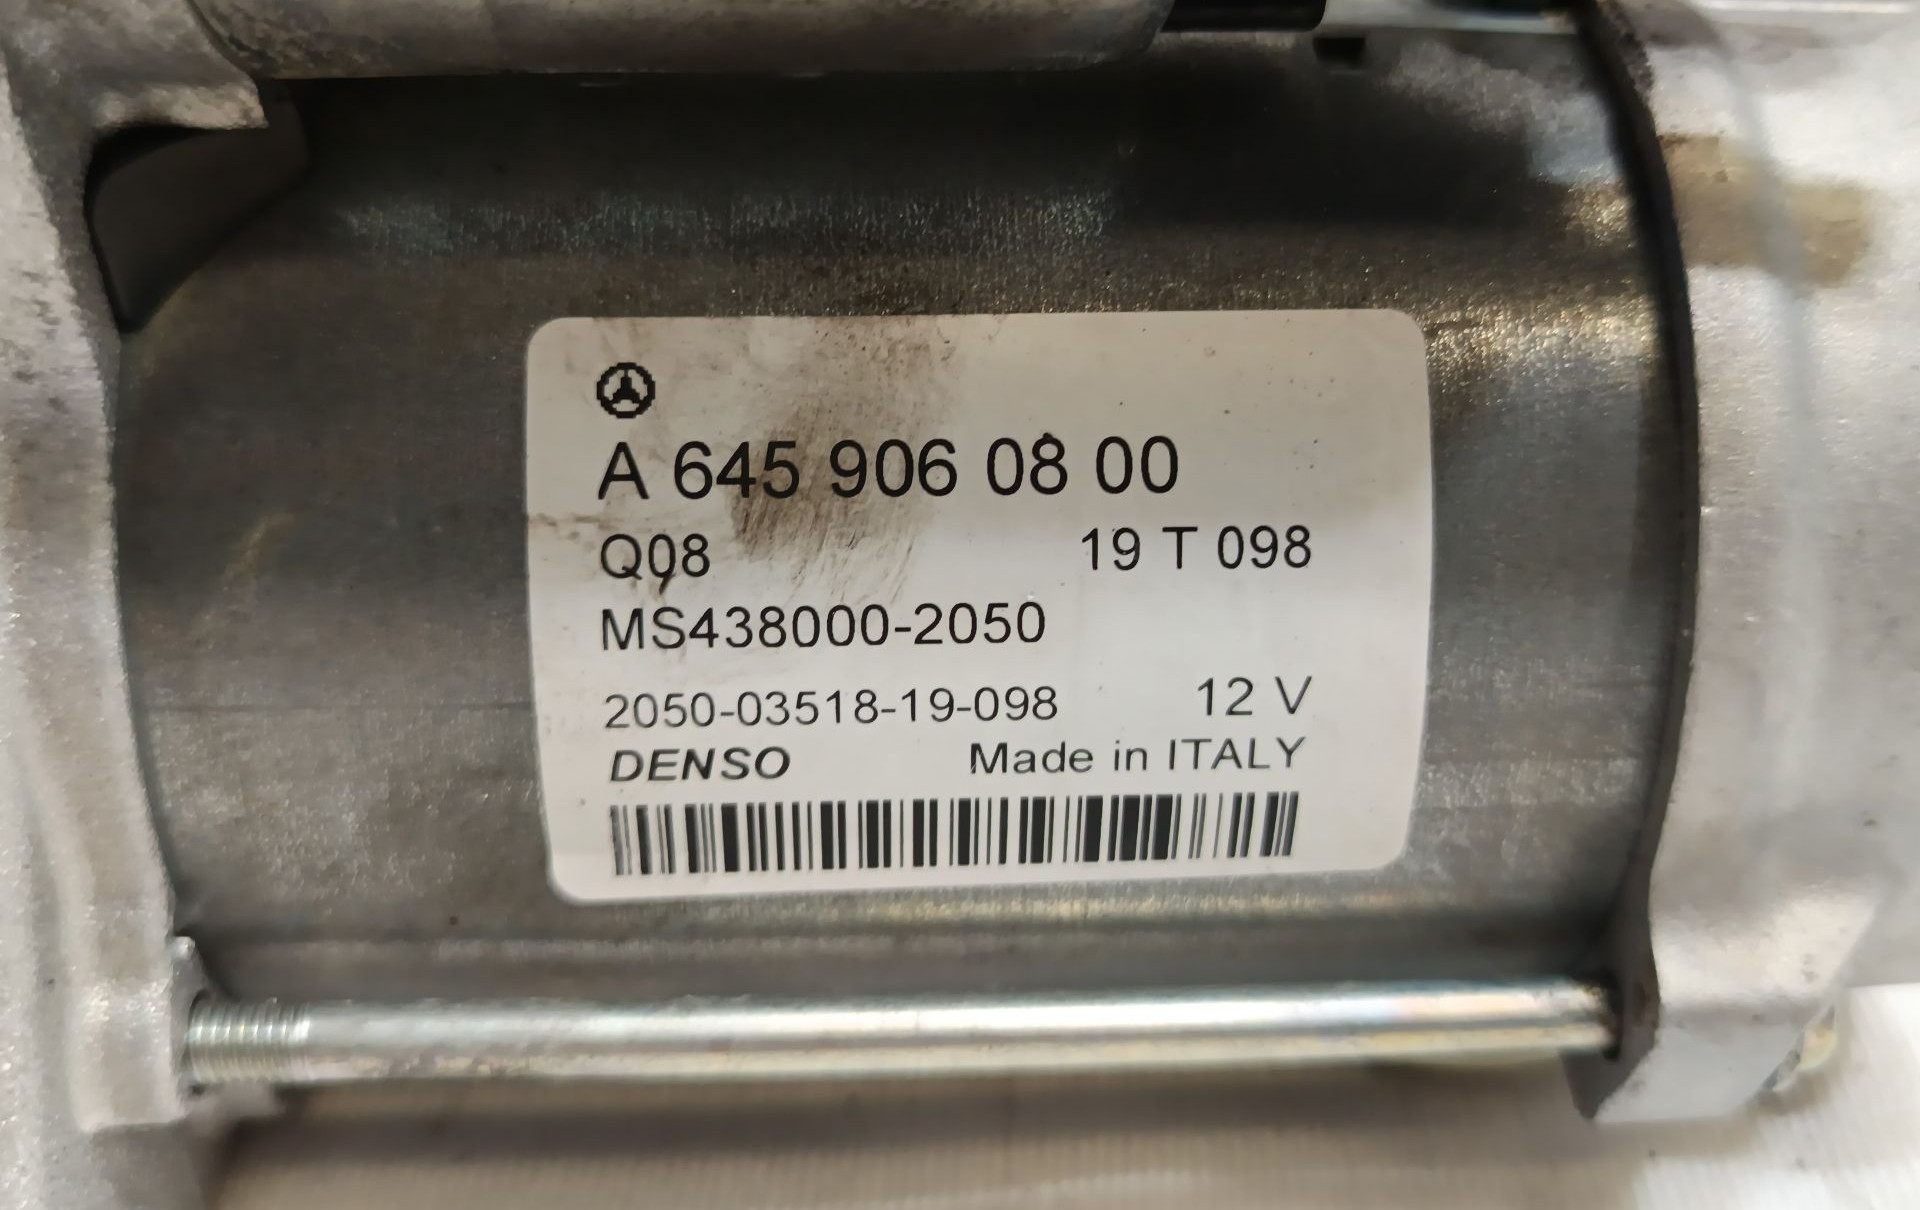 A 645 906 08 00
Q08 19 T 098
MS438000-2050
2050-03518-19-098 12 V
DENSO Made in ITALY